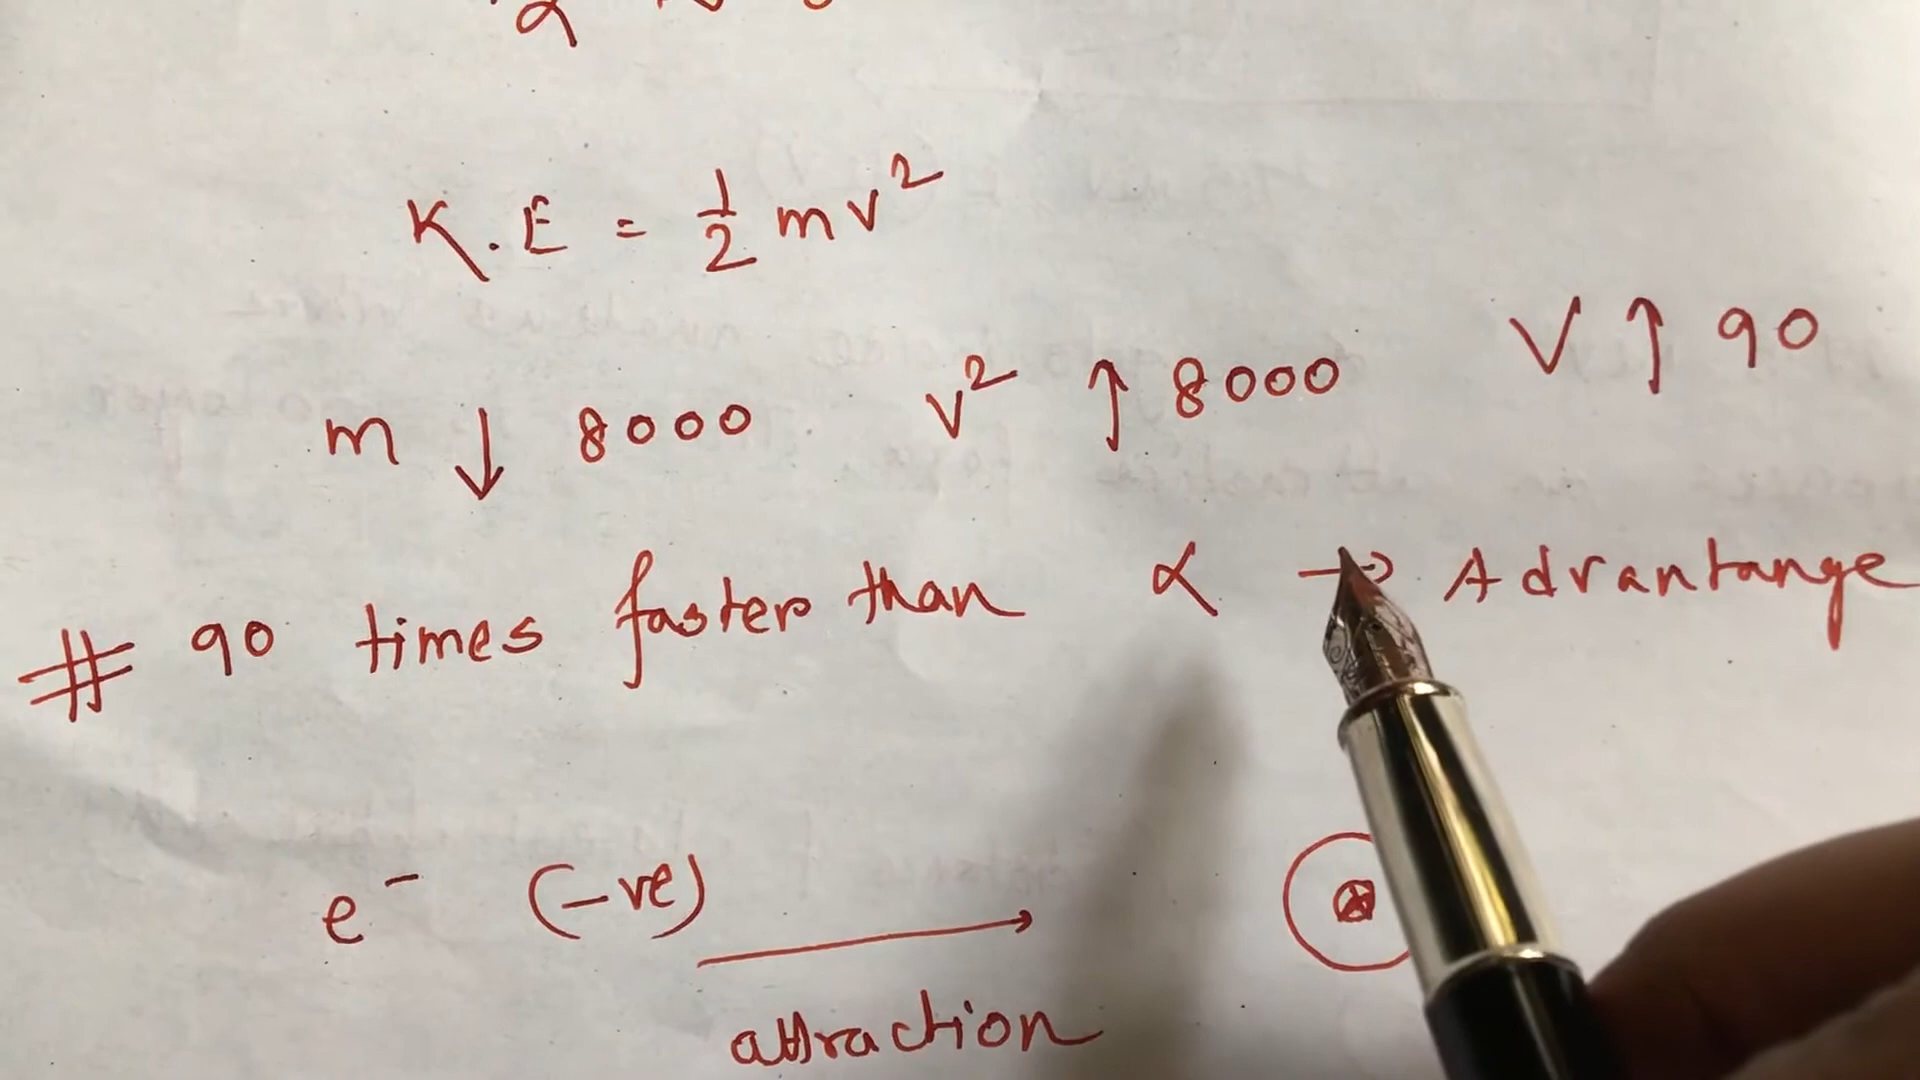 α
K.E = 1/2 mv²
m ↓ 8000 v² ↑ 8000 V ↑ 90
# 90 times faster than α → Advantange
e⁻ (-ve) →
attraction